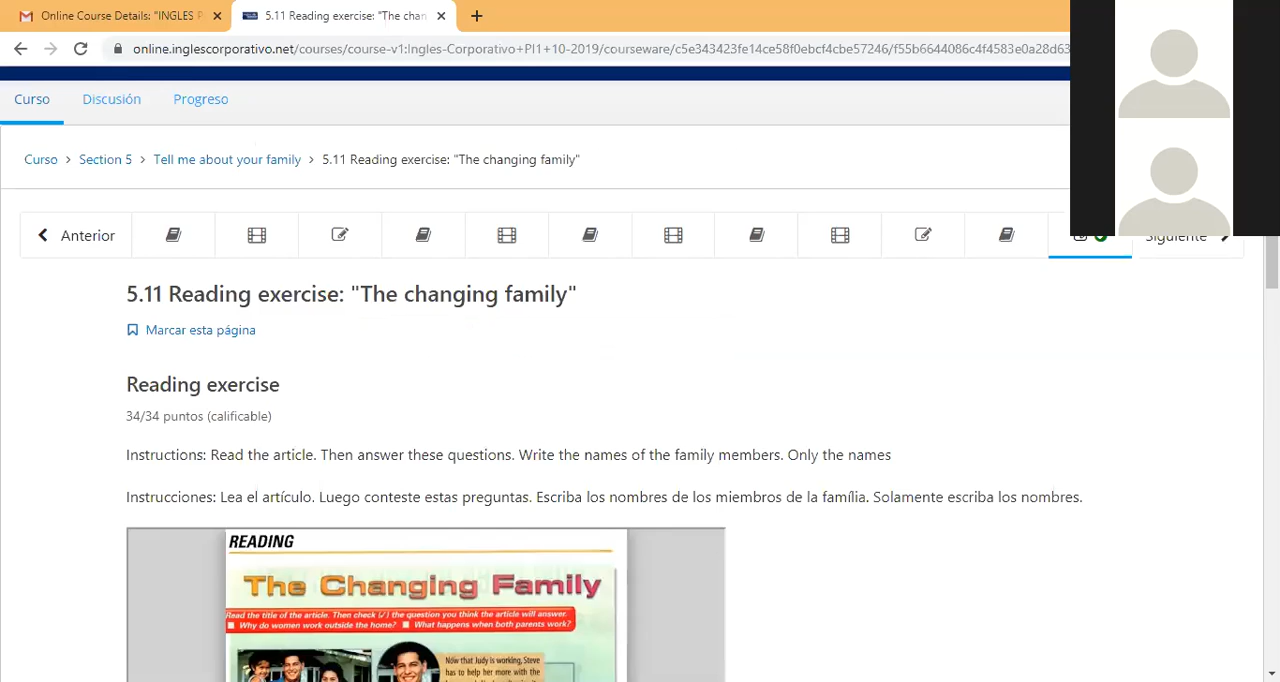 Online Course Details: "INGLES P
5.11 Reading exercise: "The chan
online.inglescorporativo.net/courses/course-v1:Ingles-Corporativo+PI1+10-2019/courseware/c5e343423fe14ce58f0ebcf4cbe57246/f55b6644086c4f4583e0a28d63
Curso Discusión Progreso
Curso > Section 5 > Tell me about your family > 5.11 Reading exercise: "The changing family"
Anterior Siguiente
5.11 Reading exercise: "The changing family"
Marcar esta página
Reading exercise
34/34 puntos (calificable)
Instructions: Read the article. Then answer these questions. Write the names of the family members. Only the names
Instrucciones: Lea el artículo. Luego conteste estas preguntas. Escriba los nombres de los miembros de la família. Solamente escriba los nombres.
READING
The Changing Family
Read the title of the article. Then check (✓) the question you think the article will answer.
Why do women work outside the home? What happens when both parents work?
Now that Judy is working, Steve
has to help her more with the